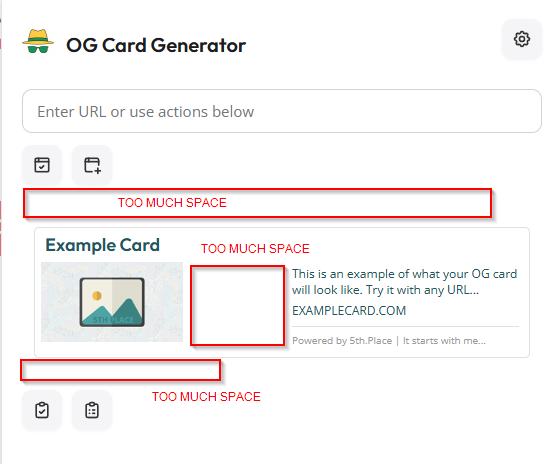 OG Card Generator
Enter URL or use actions below
TOO MUCH SPACE
Example Card
TOO MUCH SPACE
5TH PLACE
This is an example of what your OG card
will look like. Try it with any URL...
EXAMPLECARD.COM
Powered by 5th.Place | It starts with me...
TOO MUCH SPACE